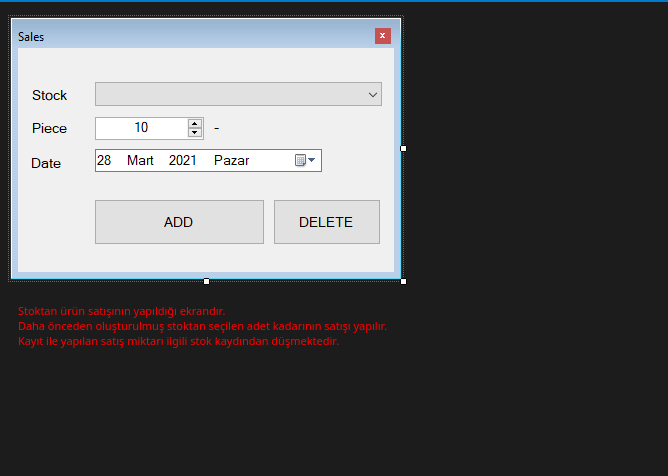 Sales
x
Stock
Piece 10 -
Date 28 Mart 2021 Pazar
ADD DELETE
Stoktan ürün satışının yapıldığı ekrandır.
Daha önceden oluşturulmuş stoktan seçilen adet kadarının satışı yapılır.
Kayıt ile yapılan satış miktarı ilgili stok kaydından düşmektedir.